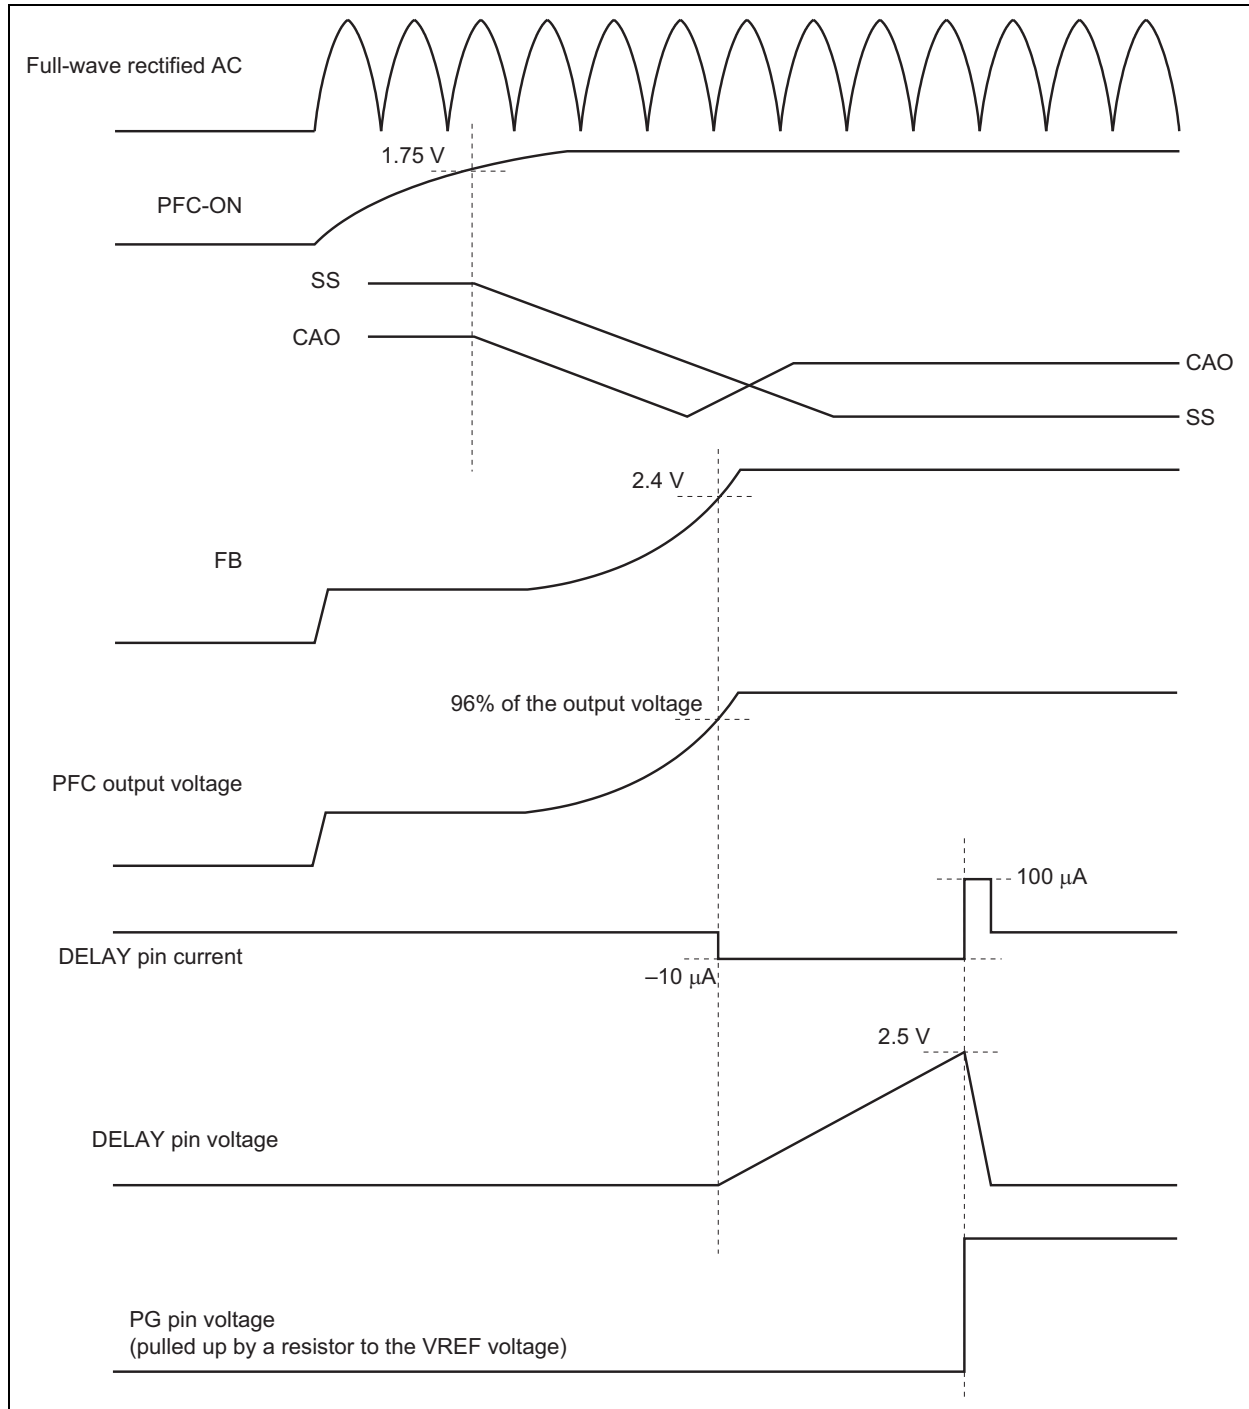 Full-wave rectified AC
1.75 V
PFC-ON
SS
CAO
CAO
SS
2.4 V
FB
96% of the output voltage
PFC output voltage
100 μA
DELAY pin current
–10 μA
2.5 V
DELAY pin voltage
PG pin voltage
(pulled up by a resistor to the VREF voltage)